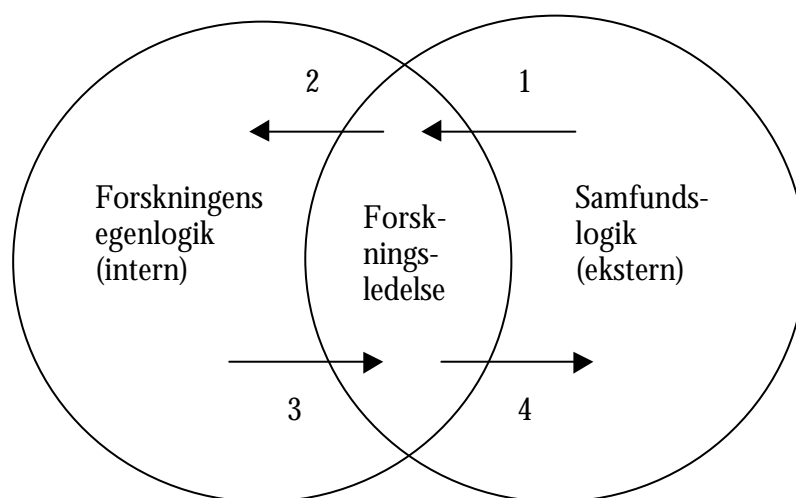 2
1
Forskningens
egenlogik
(intern)
Forsk-
nings-
ledelse
Samfunds-
logik
(ekstern)
3
4